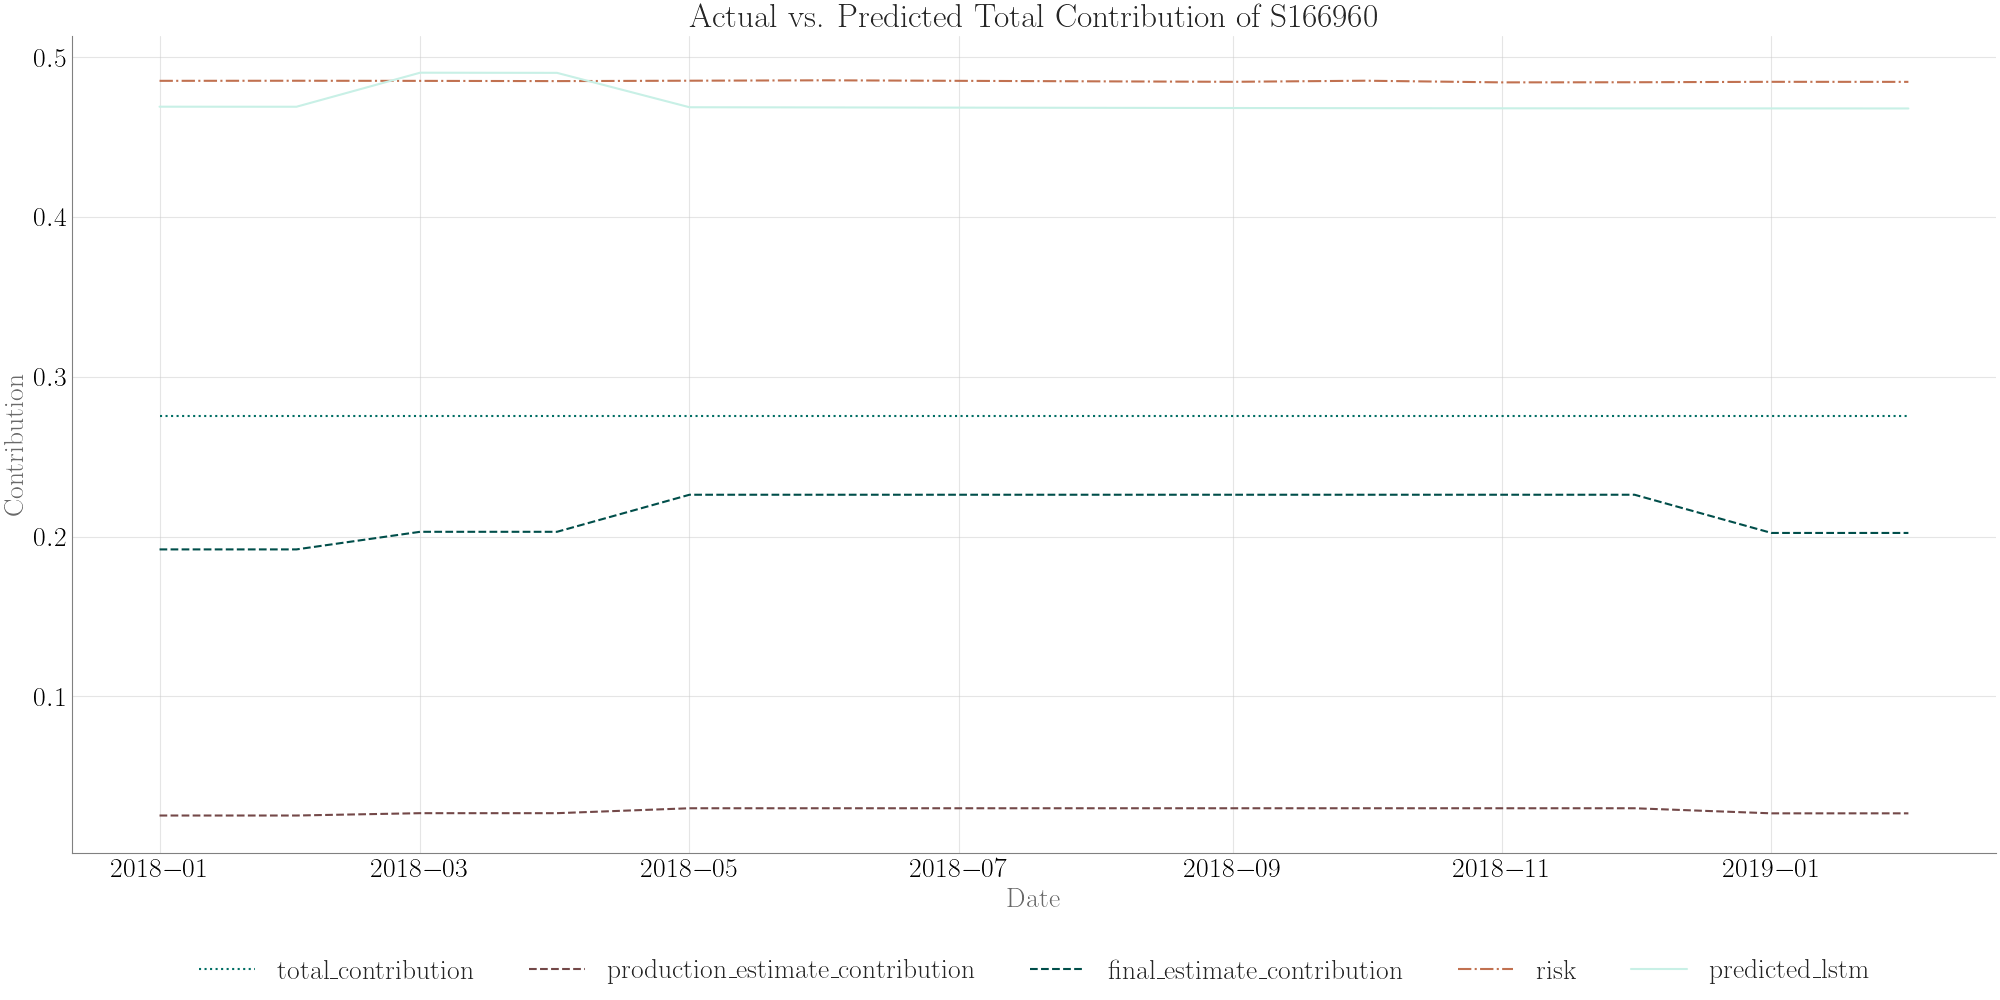 Actual vs. Predicted Total Contribution of S166960
0.5
0.4
0.3
0.2
0.1
Contribution
2018−01 2018−03 2018−05 2018−07 2018−09 2018−11 2019−01
Date
total_contribution production_estimate_contribution final_estimate_contribution risk predicted_lstm